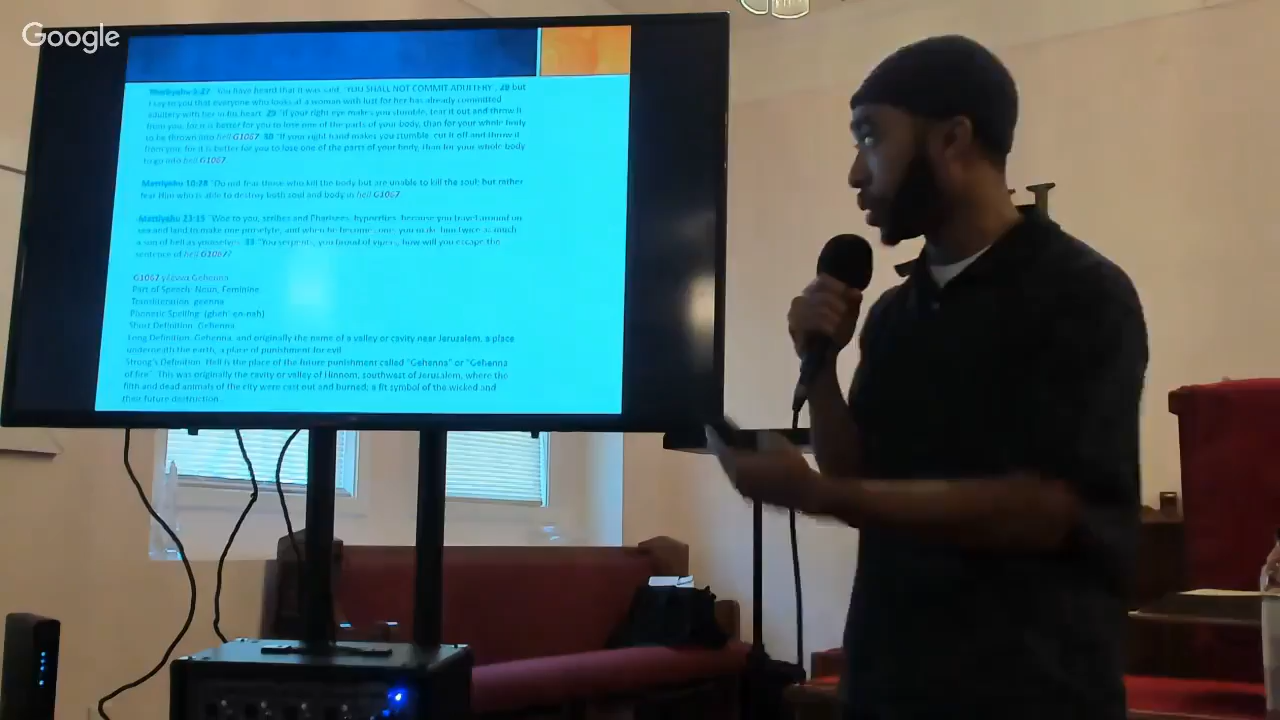 Google
Mattiyahu 5:27 "You have heard that it was said, 'YOU SHALL NOT COMMIT ADULTERY'; 28 but
I say to you that everyone who looks at a woman with lust for her has already committed
adultery with her in his heart. 29 "If your right eye makes you stumble, tear it out and throw it
from you; for it is better for you to lose one of the parts of your body, than for your whole body
to be thrown into hell G1067. 30 "If your right hand makes you stumble, cut it off and throw it
from you; for it is better for you to lose one of the parts of your body, than for your whole body
to go into hell G1067.
Mattiyahu 10:28 "Do not fear those who kill the body but are unable to kill the soul; but rather
fear Him who is able to destroy both soul and body in hell G1067.
Mattiyahu 23:15 "Woe to you, scribes and Pharisees, hypocrites, because you travel around on
sea and land to make one proselyte; and when he becomes one, you make him twice as much
a son of hell as yourselves. 33 "You serpents, you brood of vipers, how will you escape the
sentence of hell G1067?
G1067 γέεννα Gehenna
Part of Speech: Noun, Feminine
Transliteration: geenna
Phonetic Spelling: (gheh'-en-nah)
Short Definition: Gehenna
Long Definition: Gehenna, and originally the name of a valley or cavity near Jerusalem, a place
underneath the earth, a place of punishment for evil.
Strong's Definition: Hell is the place of the future punishment called "Gehenna" or "Gehenna
of fire". This was originally the cavity or valley of Hinnom, southwest of Jerusalem, where the
filth and dead animals of the city were cast out and burned; a fit symbol of the wicked and
their future destruction.